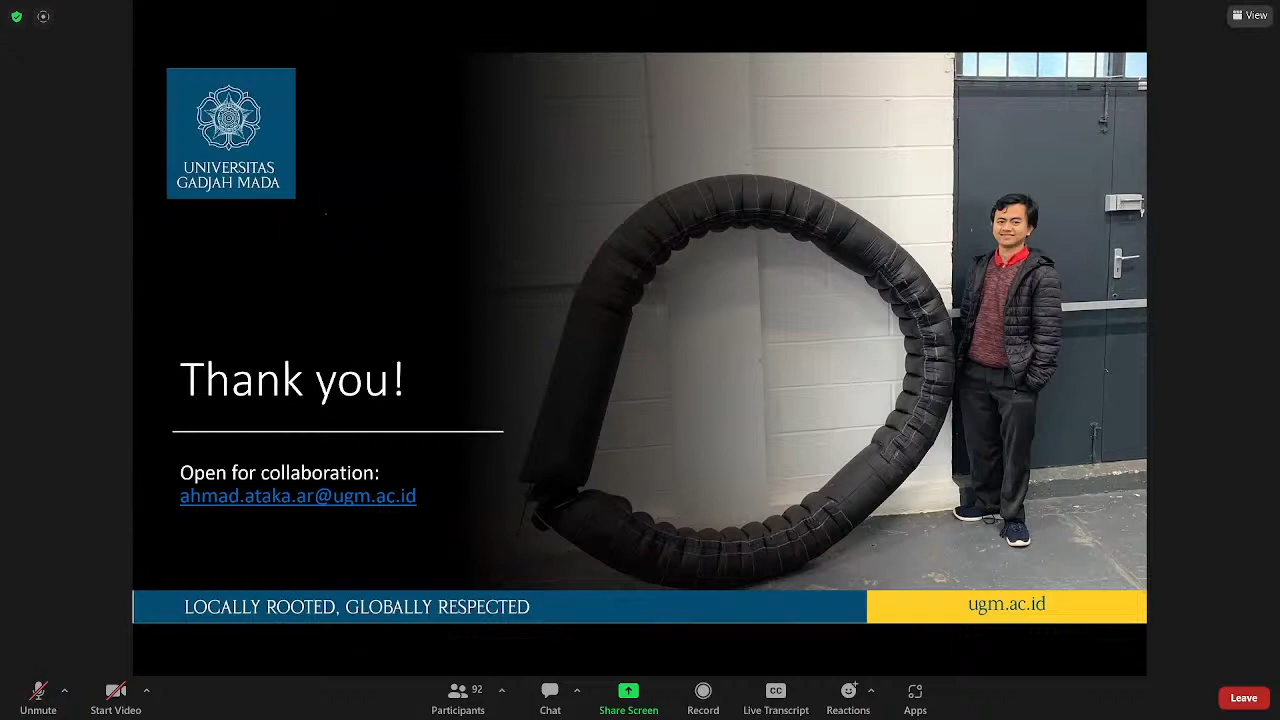 View
UNIVERSITAS
GADJAH MADA
Thank you!
Open for collaboration:
ahmad.ataka.ar@ugm.ac.id
LOCALLY ROOTED, GLOBALLY RESPECTED
ugm.ac.id
Unmute
Start Video
92
Participants
Chat
Share Screen
Record
CC
Live Transcript
Reactions
Apps
Leave